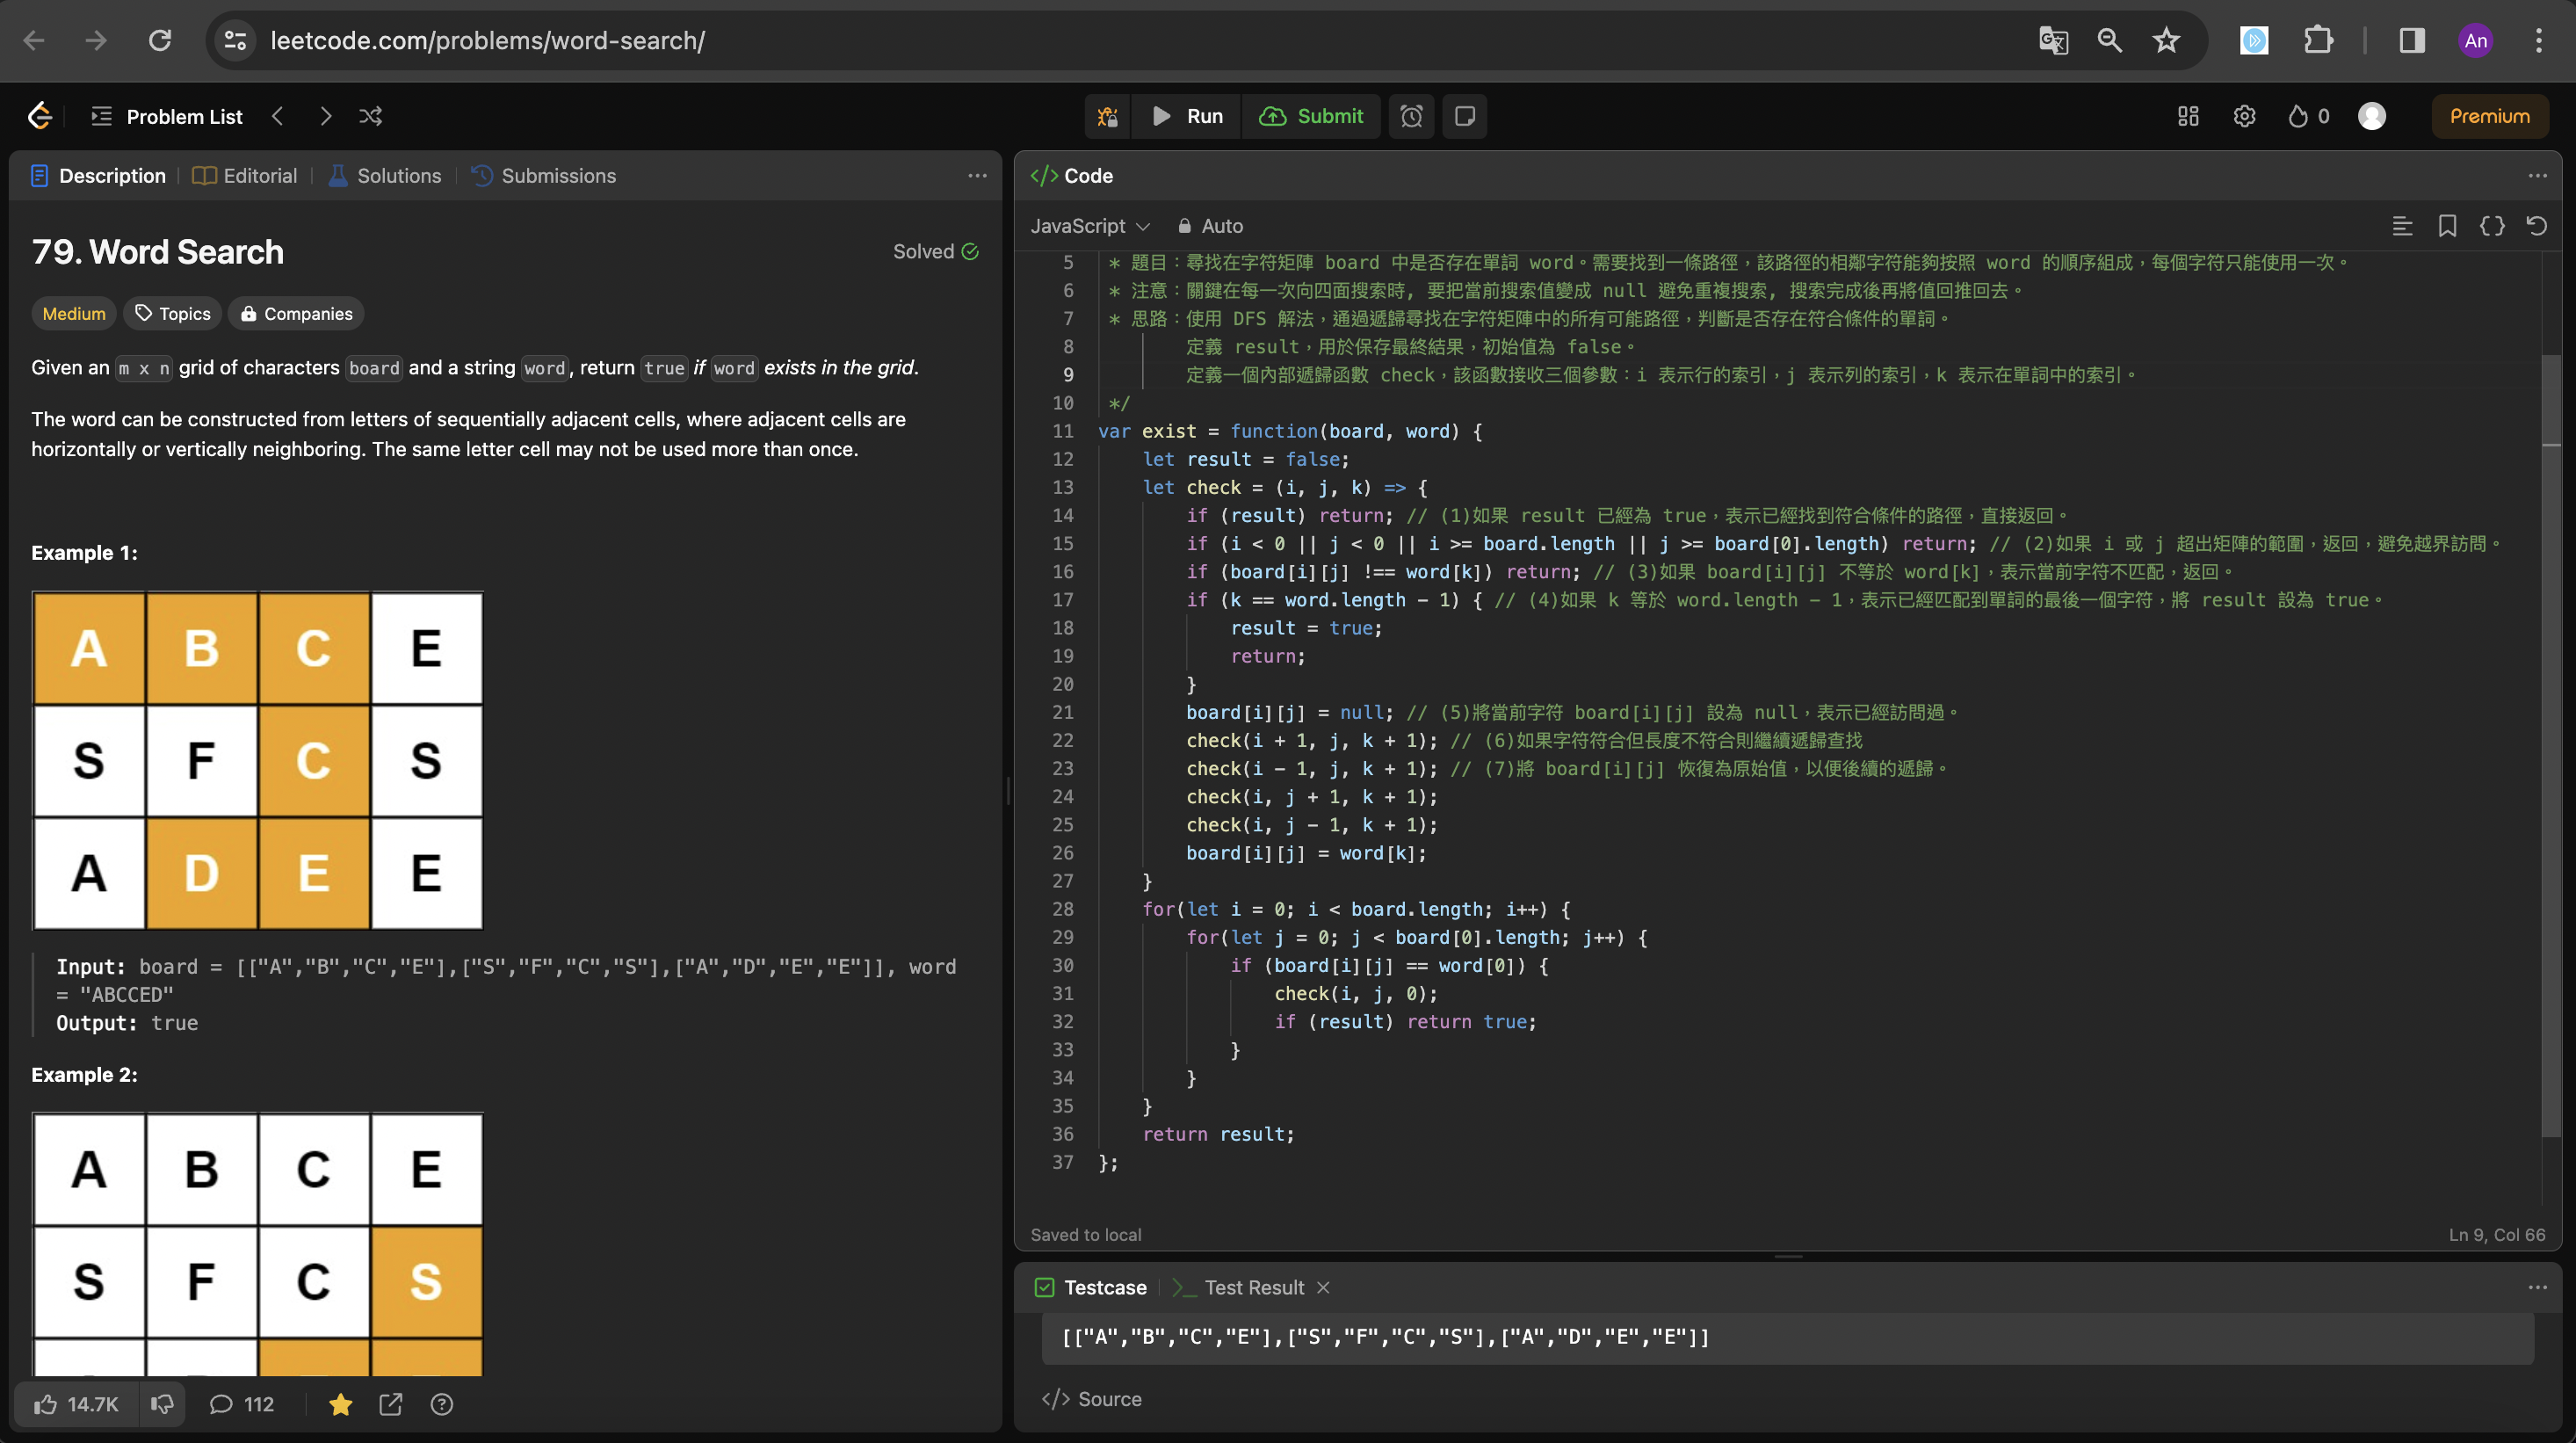 leetcode.com/problems/word-search/
An
Problem List
Run
Submit
0
Premium
Description
Editorial
Solutions
Submissions
79. Word Search
Solved
Medium
Topics
Companies
Given an m x n grid of characters board and a string word, return true if word exists in the grid.
The word can be constructed from letters of sequentially adjacent cells, where adjacent cells are
horizontally or vertically neighboring. The same letter cell may not be used more than once.
Example 1:
A B C E
S F C S
A D E E
Input: board = [["A","B","C","E"],["S","F","C","S"],["A","D","E","E"]], word
= "ABCCED"
Output: true
Example 2:
A B C E
S F C S
14.7K
112
Code
JavaScript
Auto
5 * 題目：尋找在字符矩陣 board 中是否存在單詞 word。需要找到一條路徑，該路徑的相鄰字符能夠按照 word 的順序組成，每個字符只能使用一次。
6 * 注意：關鍵在每一次向四面搜索時, 要把當前搜索值變成 null 避免重複搜索, 搜索完成後再將值回推回去。
7 * 思路：使用 DFS 解法，通過遞歸尋找在字符矩陣中的所有可能路徑，判斷是否存在符合條件的單詞。
8 定義 result，用於保存最終結果，初始值為 false。
9 定義一個內部遞歸函數 check，該函數接收三個參數：i 表示行的索引，j 表示列的索引，k 表示在單詞中的索引。
10 */
11 var exist = function(board, word) {
12 let result = false;
13 let check = (i, j, k) => {
14 if (result) return; // (1)如果 result 已經為 true，表示已經找到符合條件的路徑，直接返回。
15 if (i < 0 || j < 0 || i >= board.length || j >= board[0].length) return; // (2)如果 i 或 j 超出矩陣的範圍，返回，避免越界訪問。
16 if (board[i][j] !== word[k]) return; // (3)如果 board[i][j] 不等於 word[k]，表示當前字符不匹配，返回。
17 if (k == word.length - 1) { // (4)如果 k 等於 word.length - 1，表示已經匹配到單詞的最後一個字符，將 result 設為 true。
18 result = true;
19 return;
20 }
21 board[i][j] = null; // (5)將當前字符 board[i][j] 設為 null，表示已經訪問過。
22 check(i + 1, j, k + 1); // (6)如果字符符合但長度不符合則繼續遞歸查找
23 check(i - 1, j, k + 1); // (7)將 board[i][j] 恢復為原始值，以便後續的遞歸。
24 check(i, j + 1, k + 1);
25 check(i, j - 1, k + 1);
26 board[i][j] = word[k];
27 }
28 for(let i = 0; i < board.length; i++) {
29 for(let j = 0; j < board[0].length; j++) {
30 if (board[i][j] == word[0]) {
31 check(i, j, 0);
32 if (result) return true;
33 }
34 }
35 }
36 return result;
37 };
Saved to local
Ln 9, Col 66
Testcase
Test Result
[["A","B","C","E"],["S","F","C","S"],["A","D","E","E"]]
Source